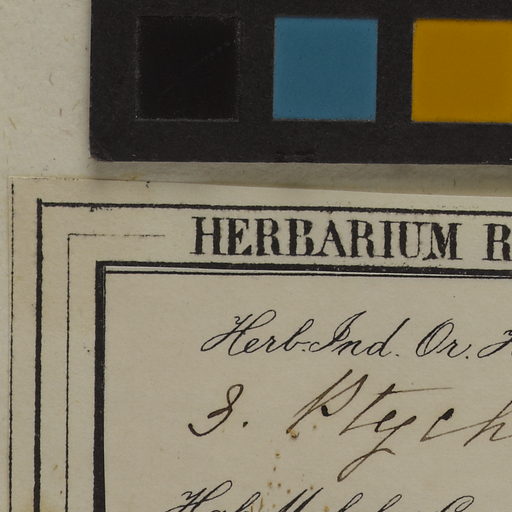 HERBARIUM R
Herb. Ind. Or. H
3. Ptych